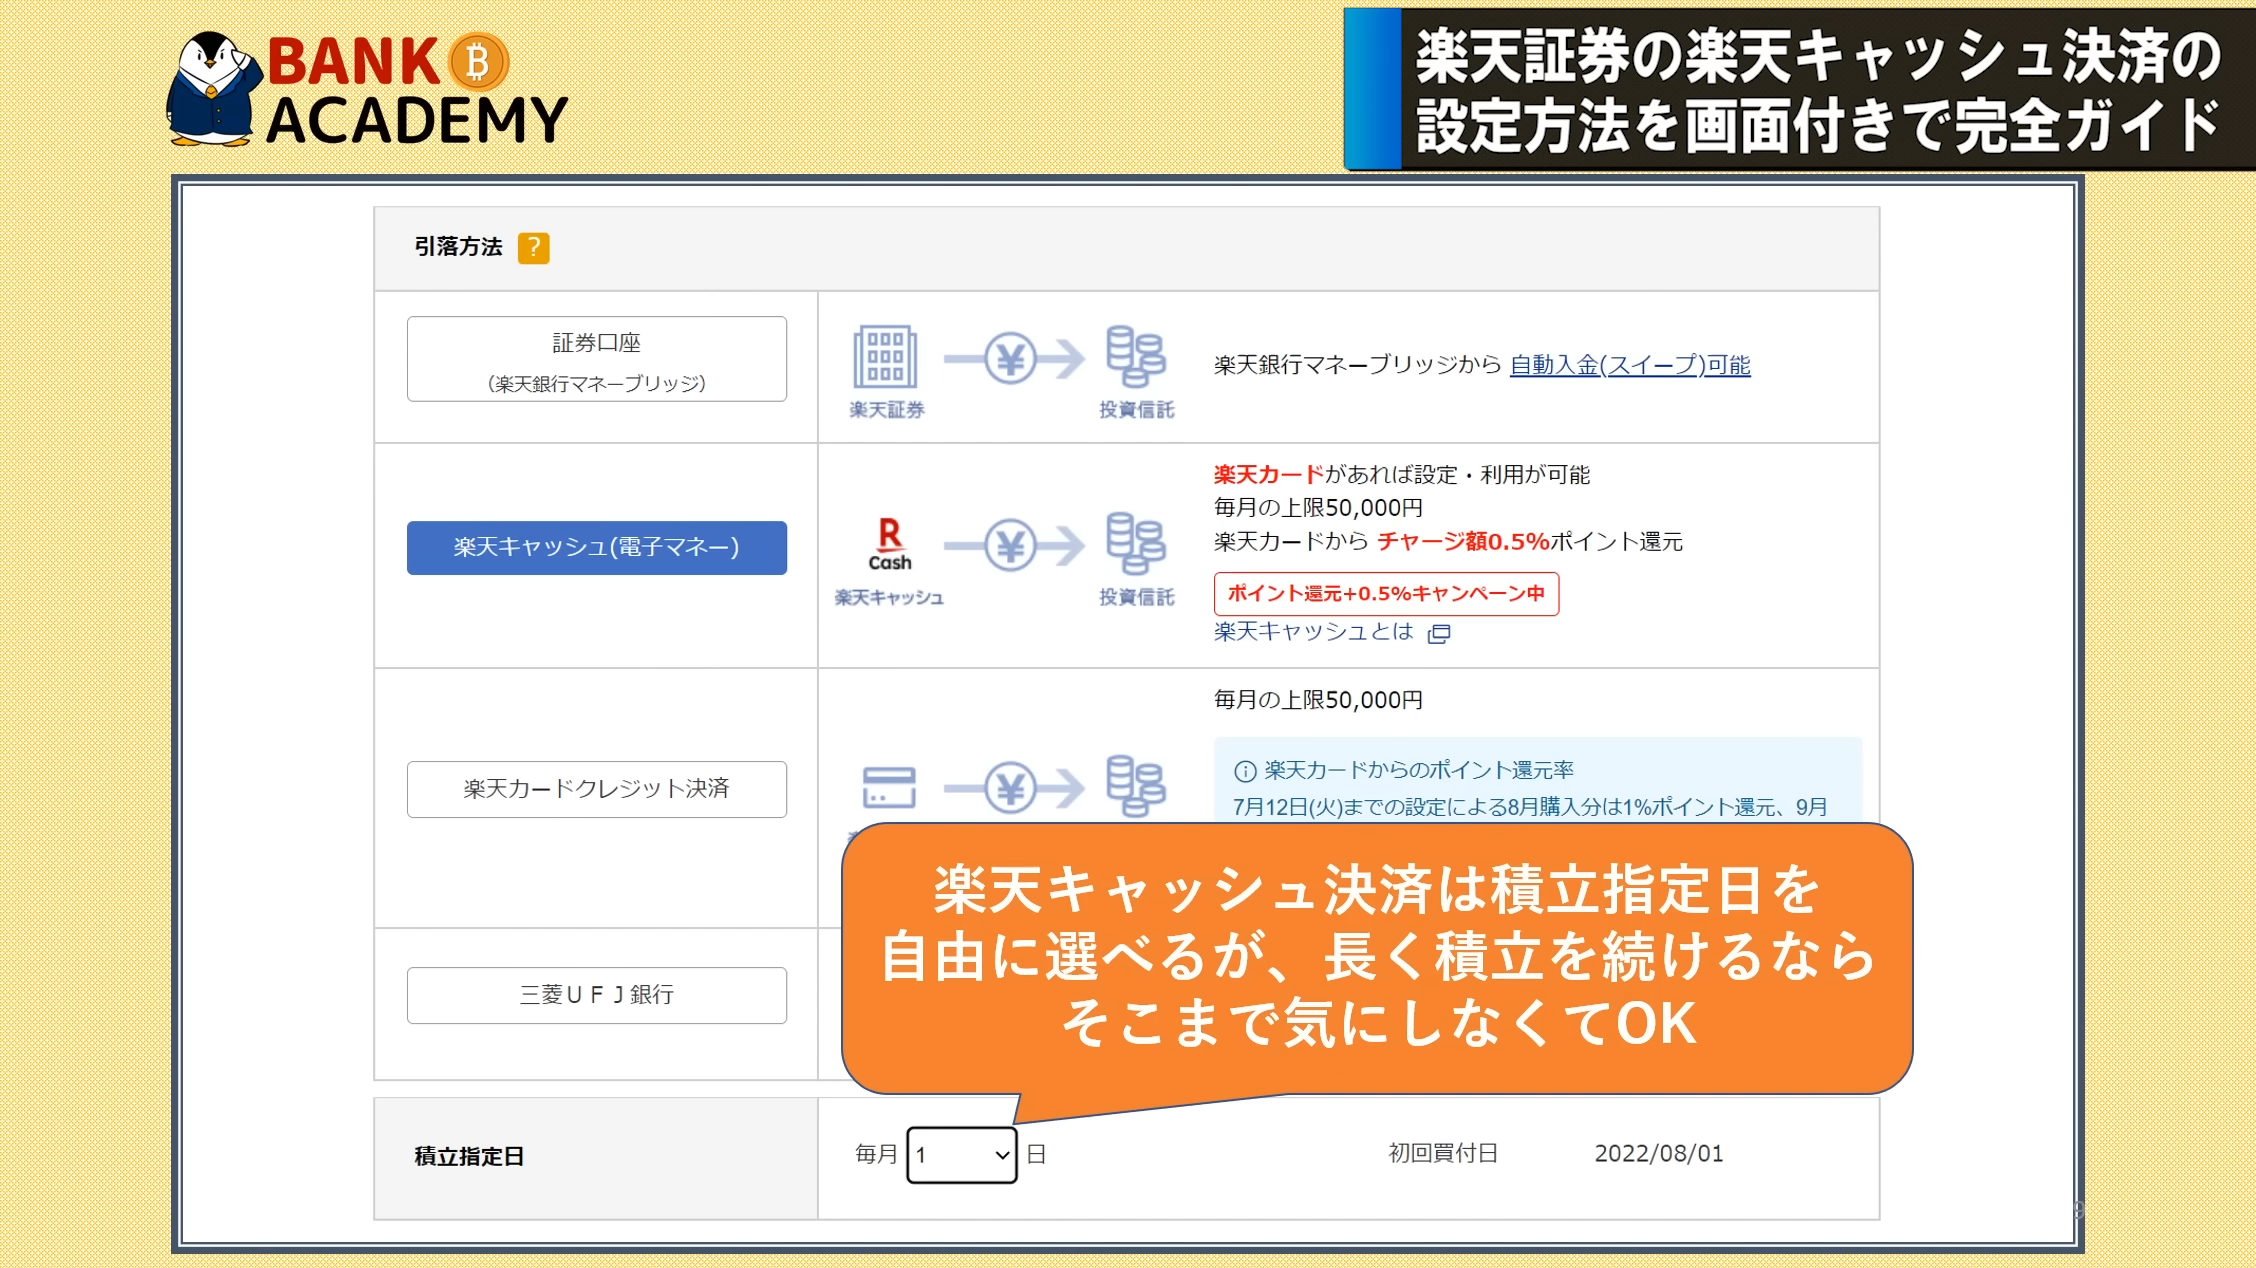 BANK
ACADEMY
楽天証券の楽天キャッシュ決済の
設定方法を画面付きで完全ガイド
引落方法 ?
証券口座
(楽天銀行マネーブリッジ)
楽天証券
投資信託
楽天銀行マネーブリッジから 自動入金(スイープ)可能
楽天キャッシュ(電子マネー)
R
Cash
楽天キャッシュ
投資信託
楽天カードがあれば設定・利用が可能
毎月の上限50,000円
楽天カードから チャージ額0.5%ポイント還元
ポイント還元+0.5%キャンペーン中
楽天キャッシュとは
楽天カードクレジット決済
毎月の上限50,000円
楽天カードからのポイント還元率
7月12日(火)までの設定による8月購入分は1%ポイント還元、9月
楽天キャッシュ決済は積立指定日を
自由に選べるが、長く積立を続けるなら
そこまで気にしなくてOK
三菱ＵＦＪ銀行
積立指定日
毎月 1 日
初回買付日 2022/08/01
9